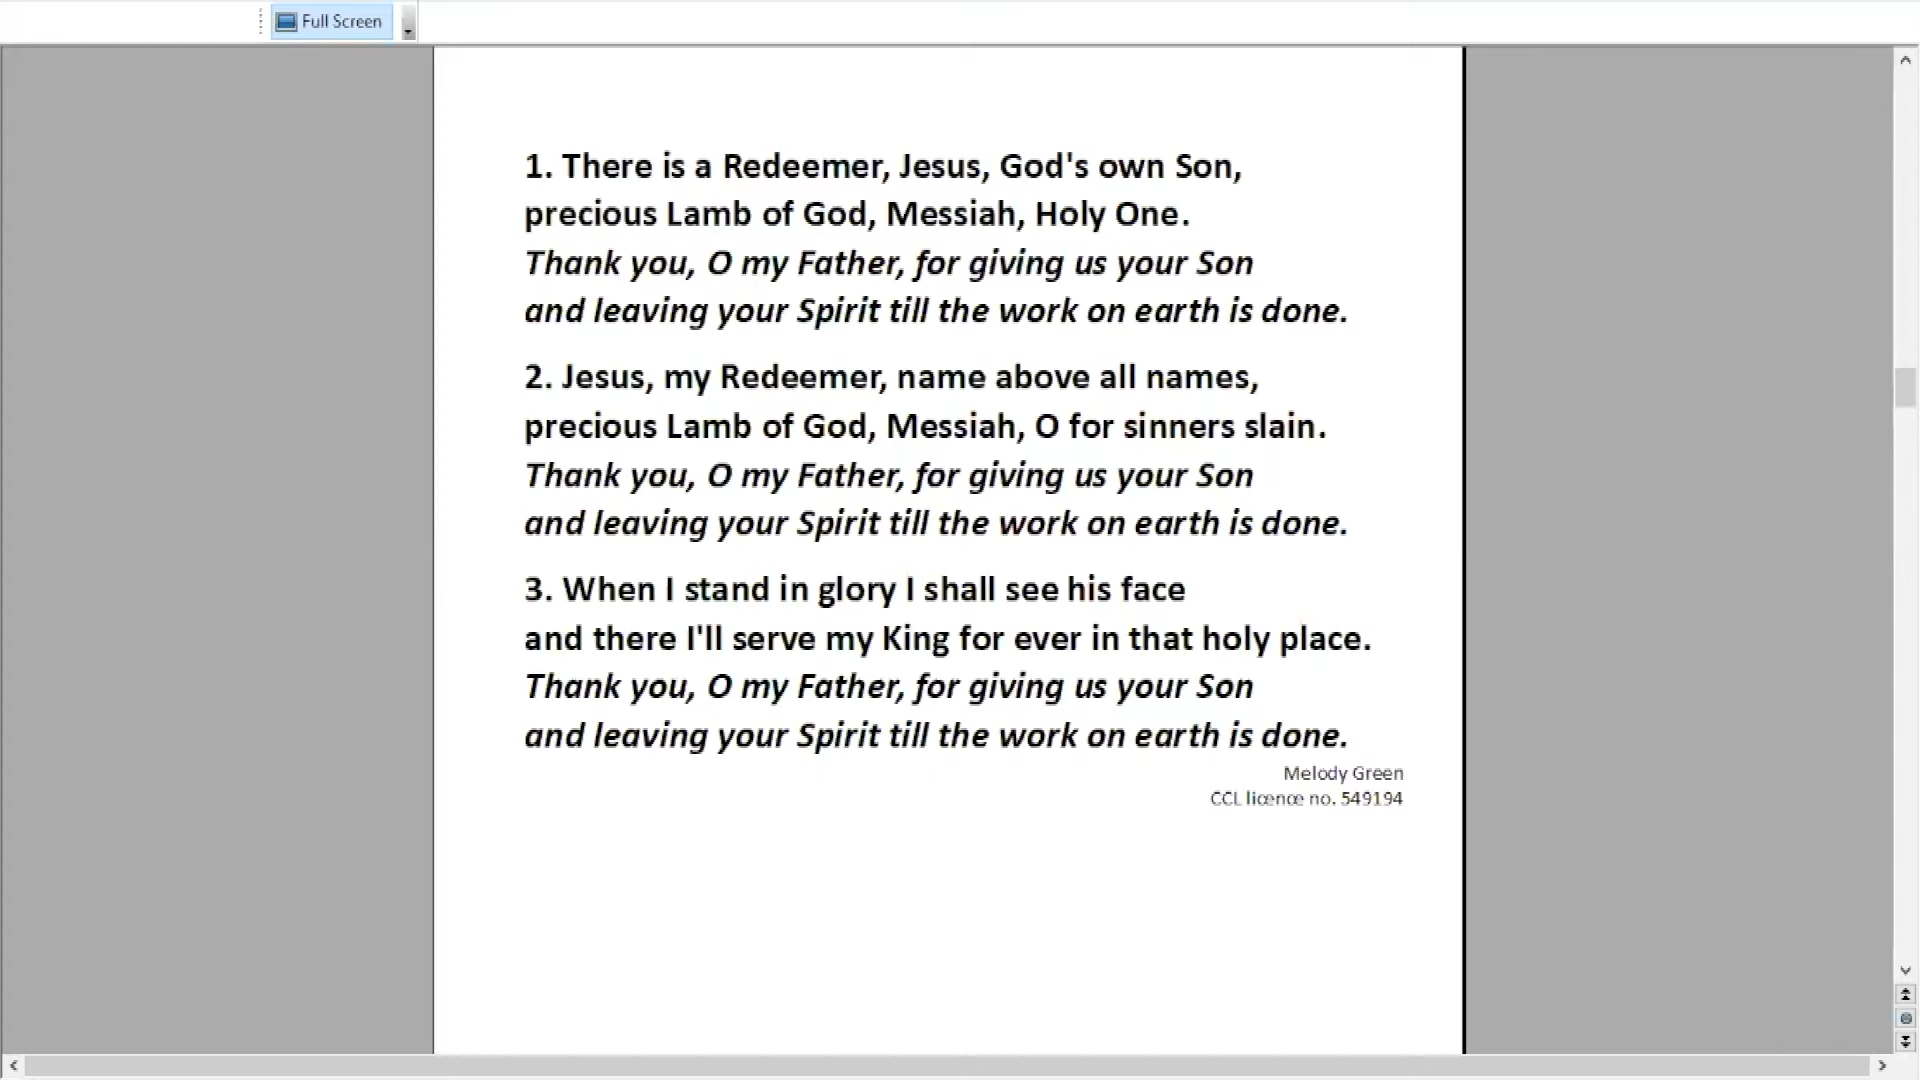 Full Screen
1. There is a Redeemer, Jesus, God's own Son,
precious Lamb of God, Messiah, Holy One.
Thank you, O my Father, for giving us your Son
and leaving your Spirit till the work on earth is done.
2. Jesus, my Redeemer, name above all names,
precious Lamb of God, Messiah, O for sinners slain.
Thank you, O my Father, for giving us your Son
and leaving your Spirit till the work on earth is done.
3. When I stand in glory I shall see his face
and there I'll serve my King for ever in that holy place.
Thank you, O my Father, for giving us your Son
and leaving your Spirit till the work on earth is done.
Melody Green
CCL licence no. 549194